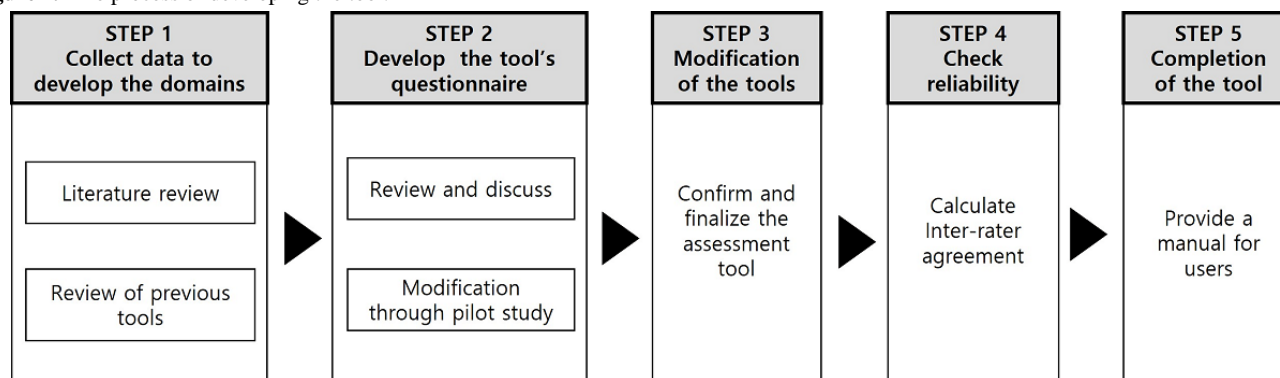 STEP 1
Collect data to
develop the domains
Literature review
Review of previous
tools
STEP 2
Develop the tool's
questionnaire
Review and discuss
Modification
through pilot study
STEP 3
Modification
of the tools
Confirm and
finalize the
assessment
tool
STEP 4
Check
reliability
Calculate
Inter-rater
agreement
STEP 5
Completion
of the tool
Provide a
manual for
users